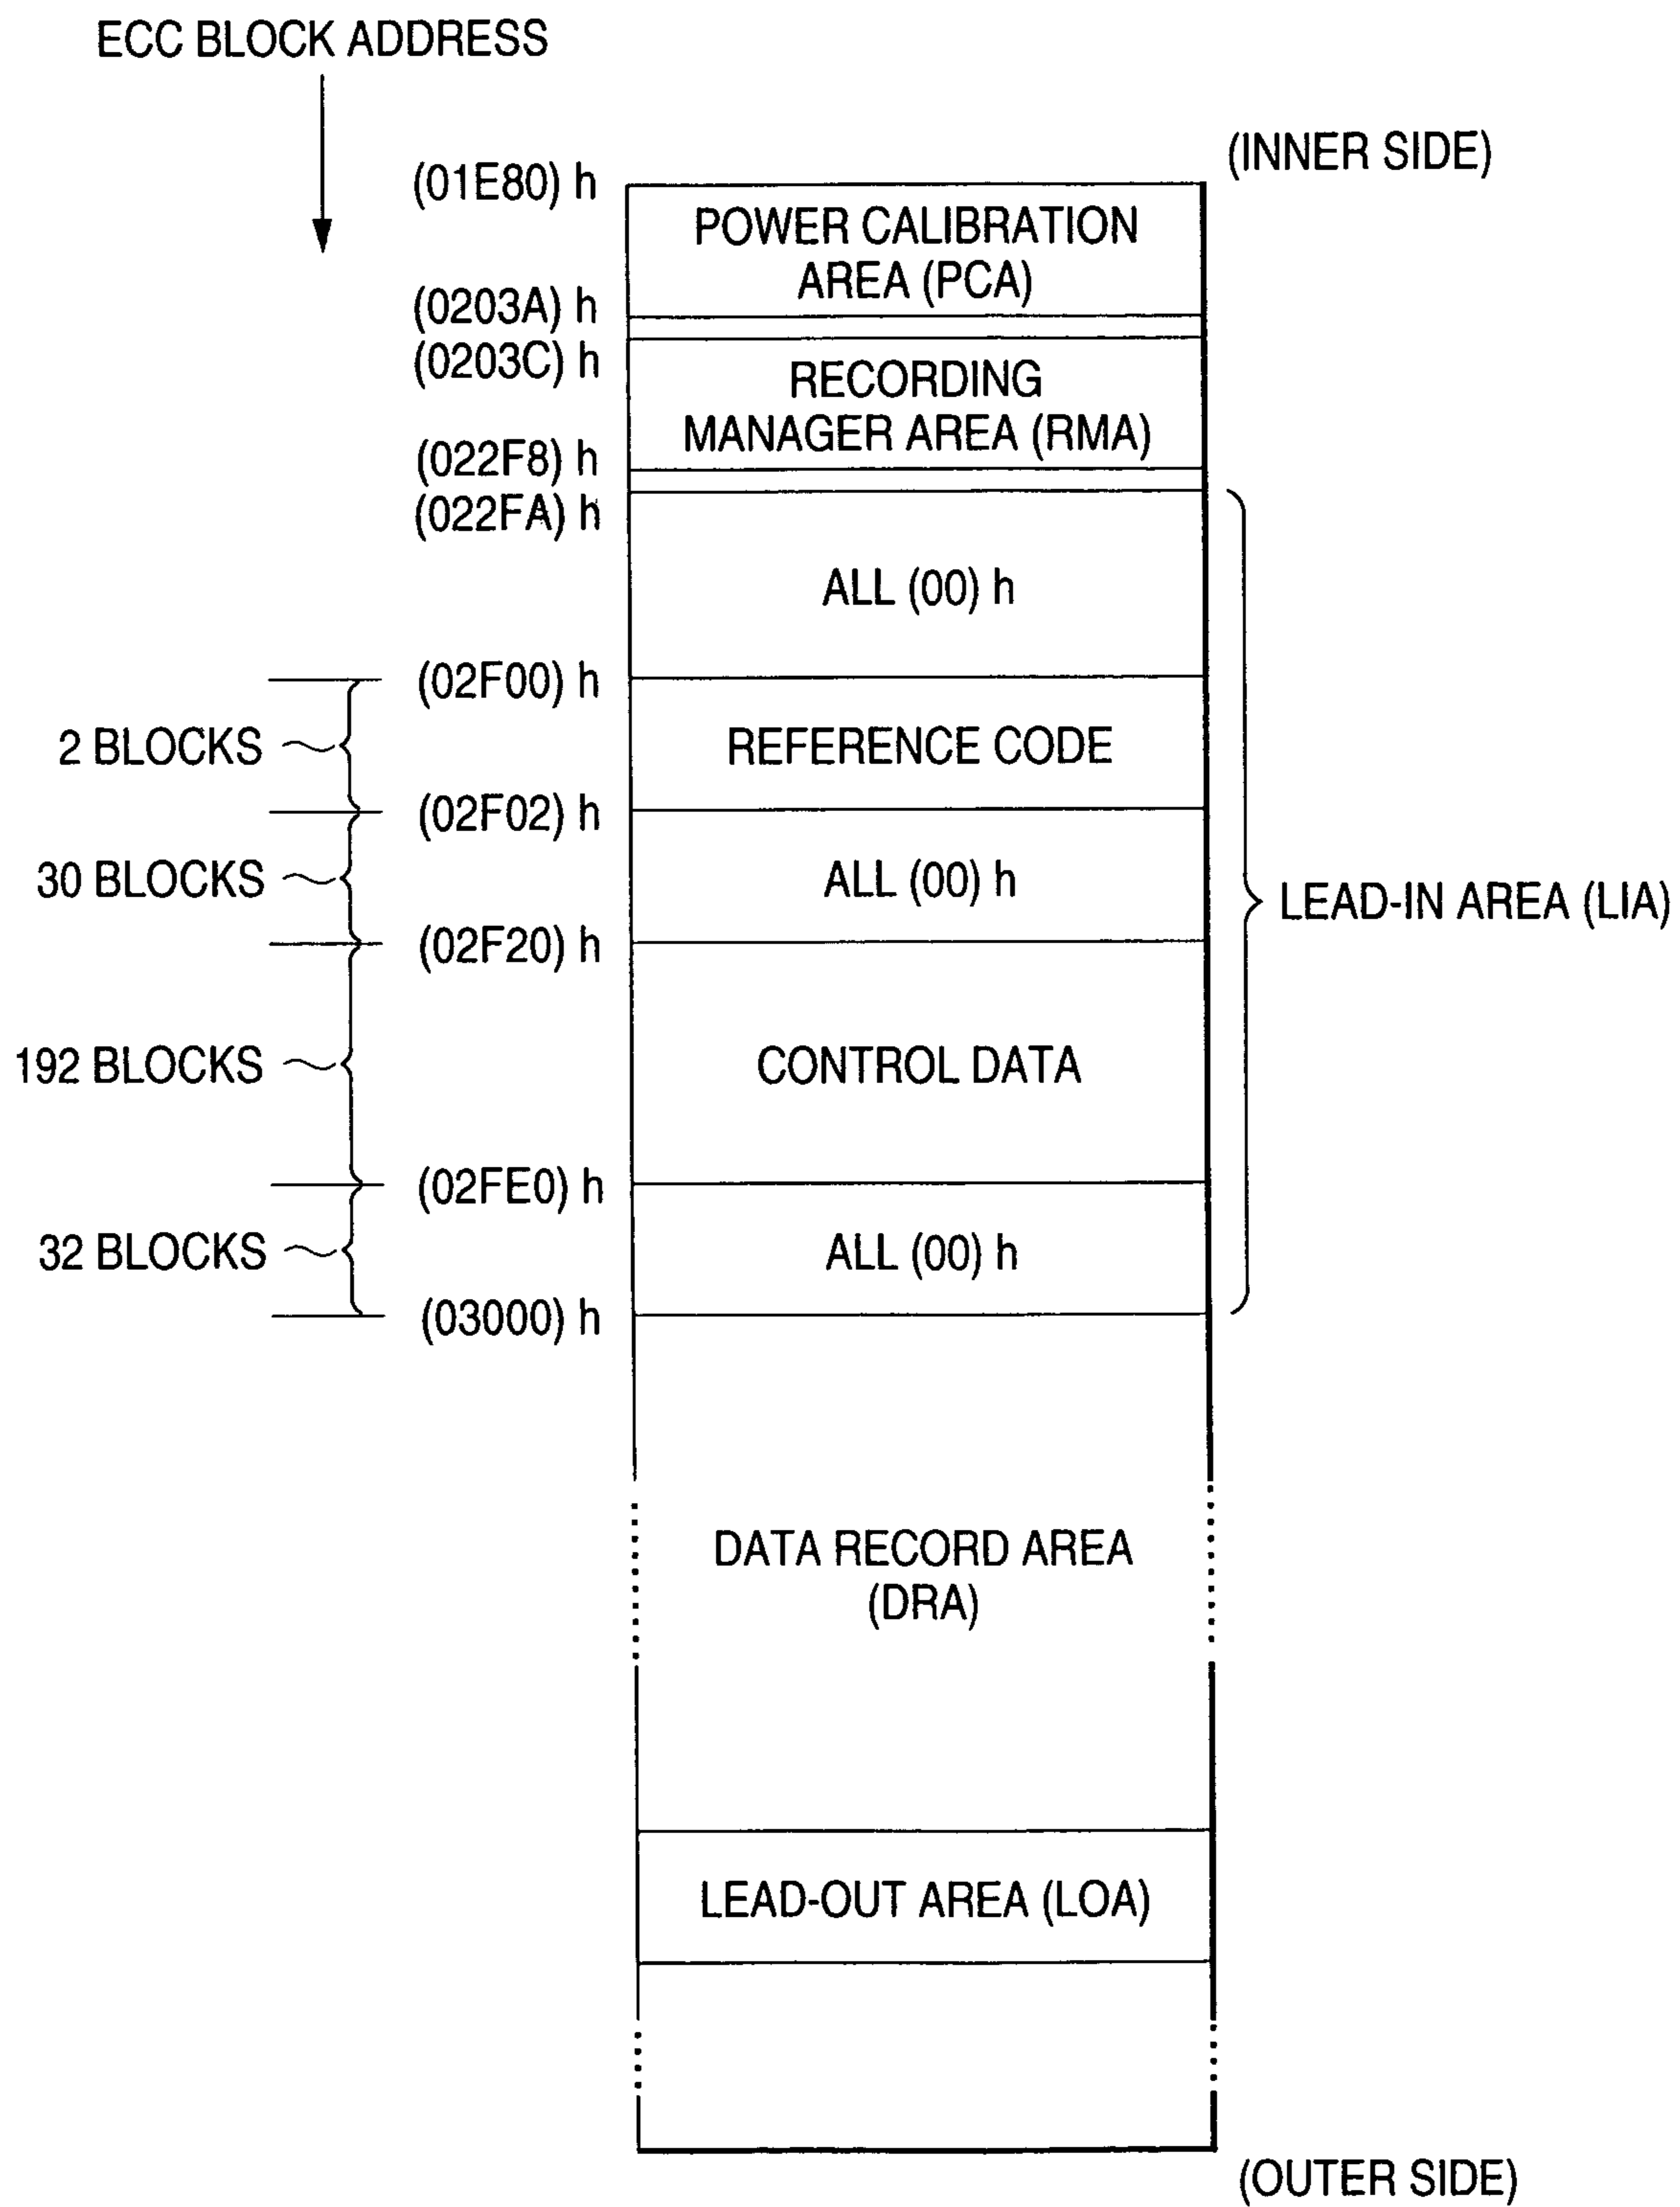 ECC BLOCK ADDRESS
(INNER SIDE)
(01E80) h
POWER CALIBRATION
AREA (PCA)
(0203A) h
(0203C) h
RECORDING
MANAGER AREA (RMA)
(022F8) h
(022FA) h
ALL (00) h
(02F00) h
2 BLOCKS
REFERENCE CODE
(02F02) h
30 BLOCKS
ALL (00) h
LEAD-IN AREA (LIA)
(02F20) h
192 BLOCKS
CONTROL DATA
(02FE0) h
32 BLOCKS
ALL (00) h
(03000) h
DATA RECORD AREA
(DRA)
LEAD-OUT AREA (LOA)
(OUTER SIDE)